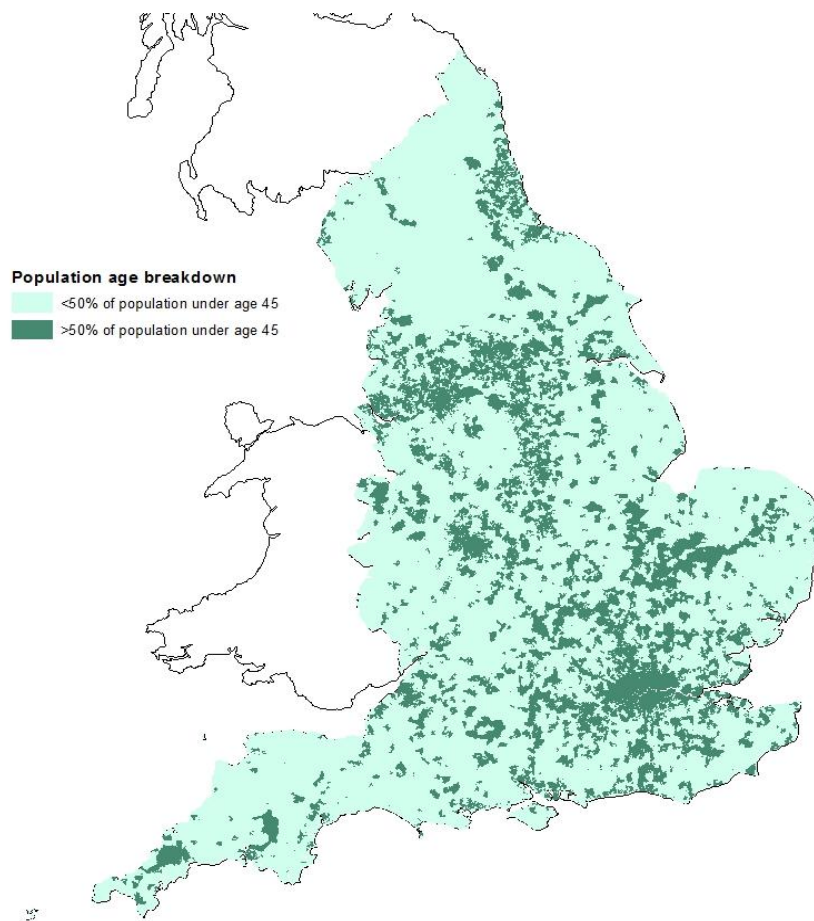 Population age breakdown
<50% of population under age 45
>50% of population under age 45